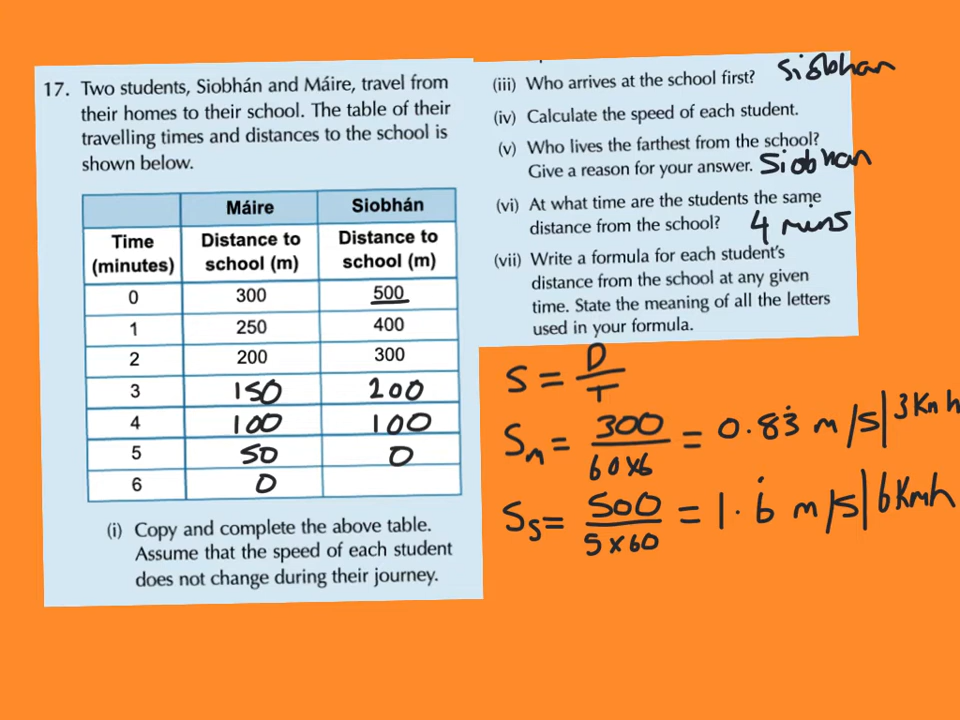 17. Two students, Siobhán and Máire, travel from
their homes to their school. The table of their
travelling times and distances to the school is
shown below.
Máire Siobhán
Time (minutes) Distance to school (m) Distance to school (m)
0 300 500
1 250 400
2 200 300
3 150 200
4 100 100
5 50 0
6 0
(i) Copy and complete the above table.
Assume that the speed of each student
does not change during their journey.
(iii) Who arrives at the school first? Siobhan
(iv) Calculate the speed of each student.
(v) Who lives the farthest from the school?
Give a reason for your answer. Siobhan
(vi) At what time are the students the same
distance from the school? 4 mins
(vii) Write a formula for each student's
distance from the school at any given
time. State the meaning of all the letters
used in your formula.
S = D/T
Sm = 300/60×6 = 0.83̇ m/s | 3 Km h
Ss = 500/5×60 = 1.6̇ m/s | 6 Kmh